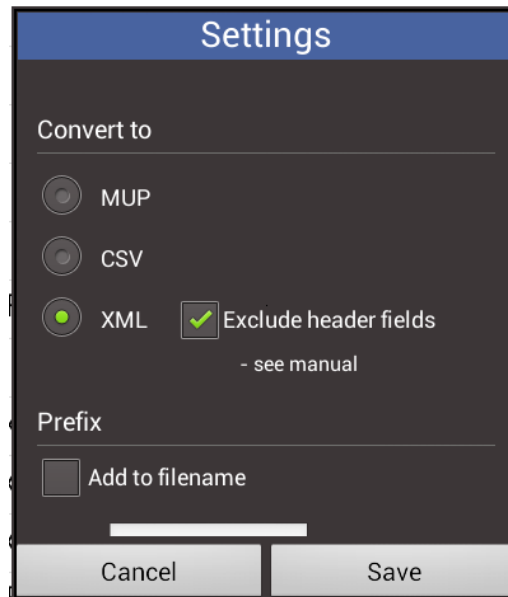 Settings
Convert to
MUP
CSV
XML
Exclude header fields
- see manual
Prefix
Add to filename
Cancel
Save